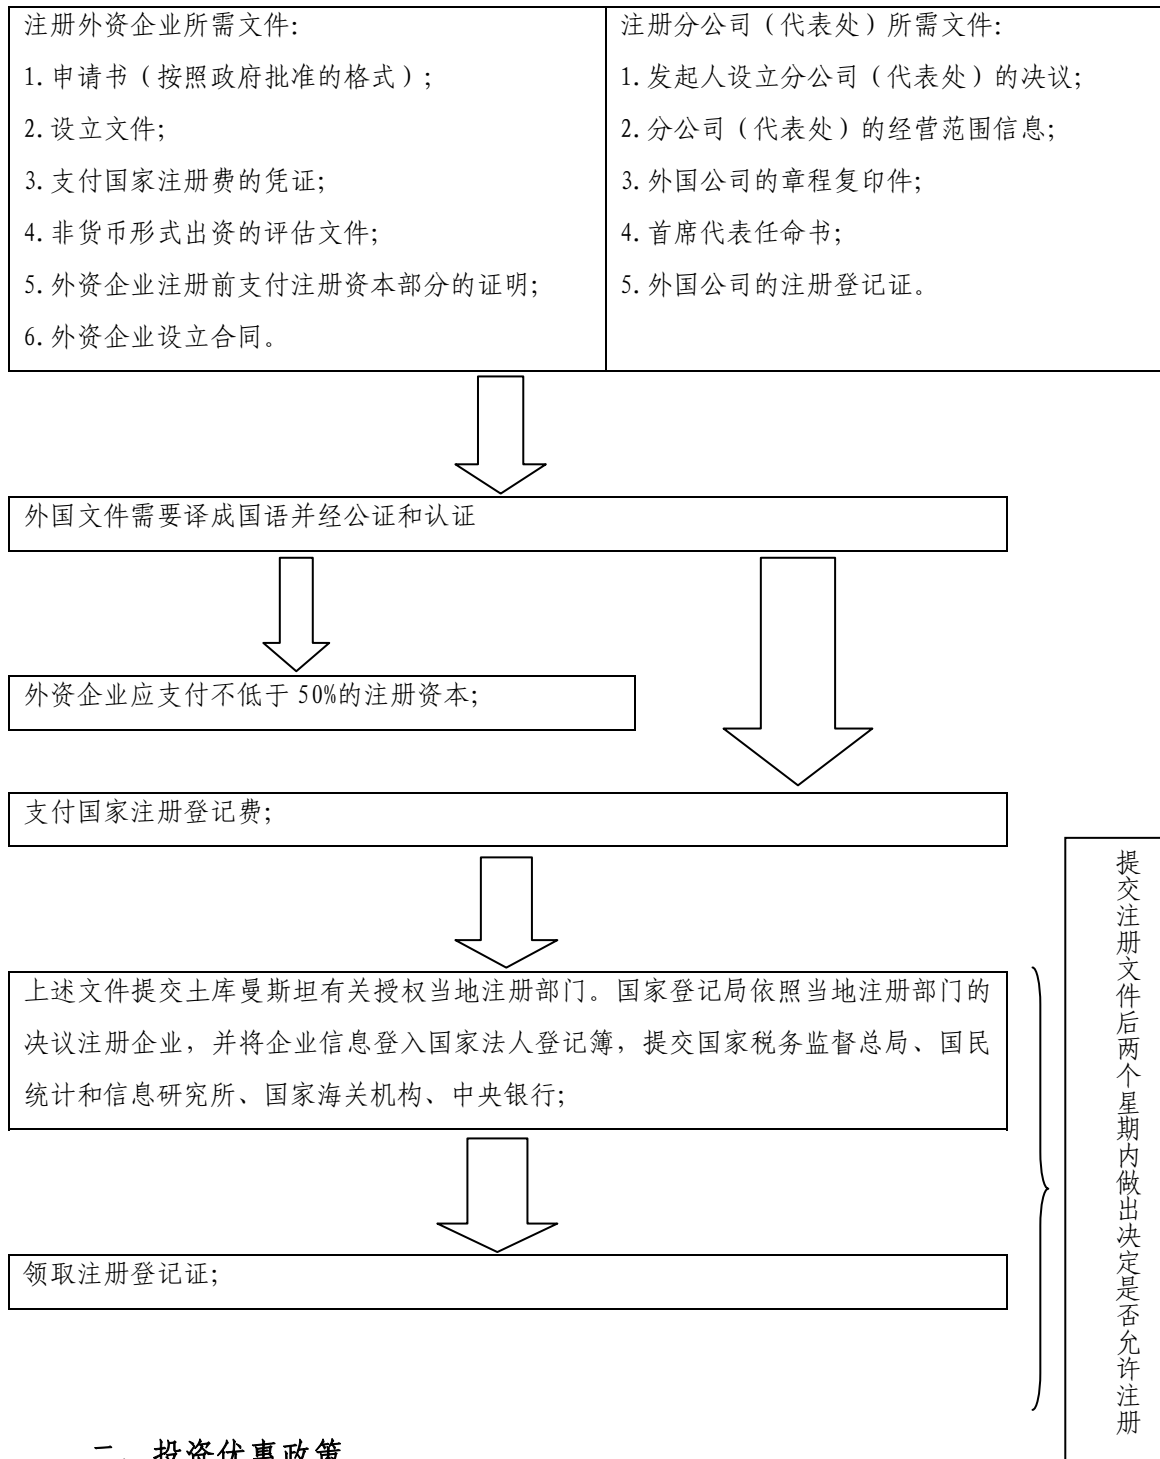 注册外资企业所需文件：
1.申请书（按照政府批准的格式）；
2.设立文件；
3.支付国家注册费的凭证；
4.非货币形式出资的评估文件；
5.外资企业注册前支付注册资本部分的证明；
6.外资企业设立合同。
注册分公司（代表处）所需文件：
1.发起人设立分公司（代表处）的决议；
2.分公司（代表处）的经营范围信息；
3.外国公司的章程复印件；
4.首席代表任命书；
5.外国公司的注册登记证。
外国文件需要译成国语并经公证和认证
外资企业应支付不低于 50%的注册资本；
支付国家注册登记费；
上述文件提交土库曼斯坦有关授权当地注册部门。国家登记局依照当地注册部门的
决议注册企业，并将企业信息登入国家法人登记簿，提交国家税务监督总局、国民
统计和信息研究所、国家海关机构、中央银行；
领取注册登记证；
提交注册文件后两个星期内做出决定是否允许注册
二、投资优惠政策